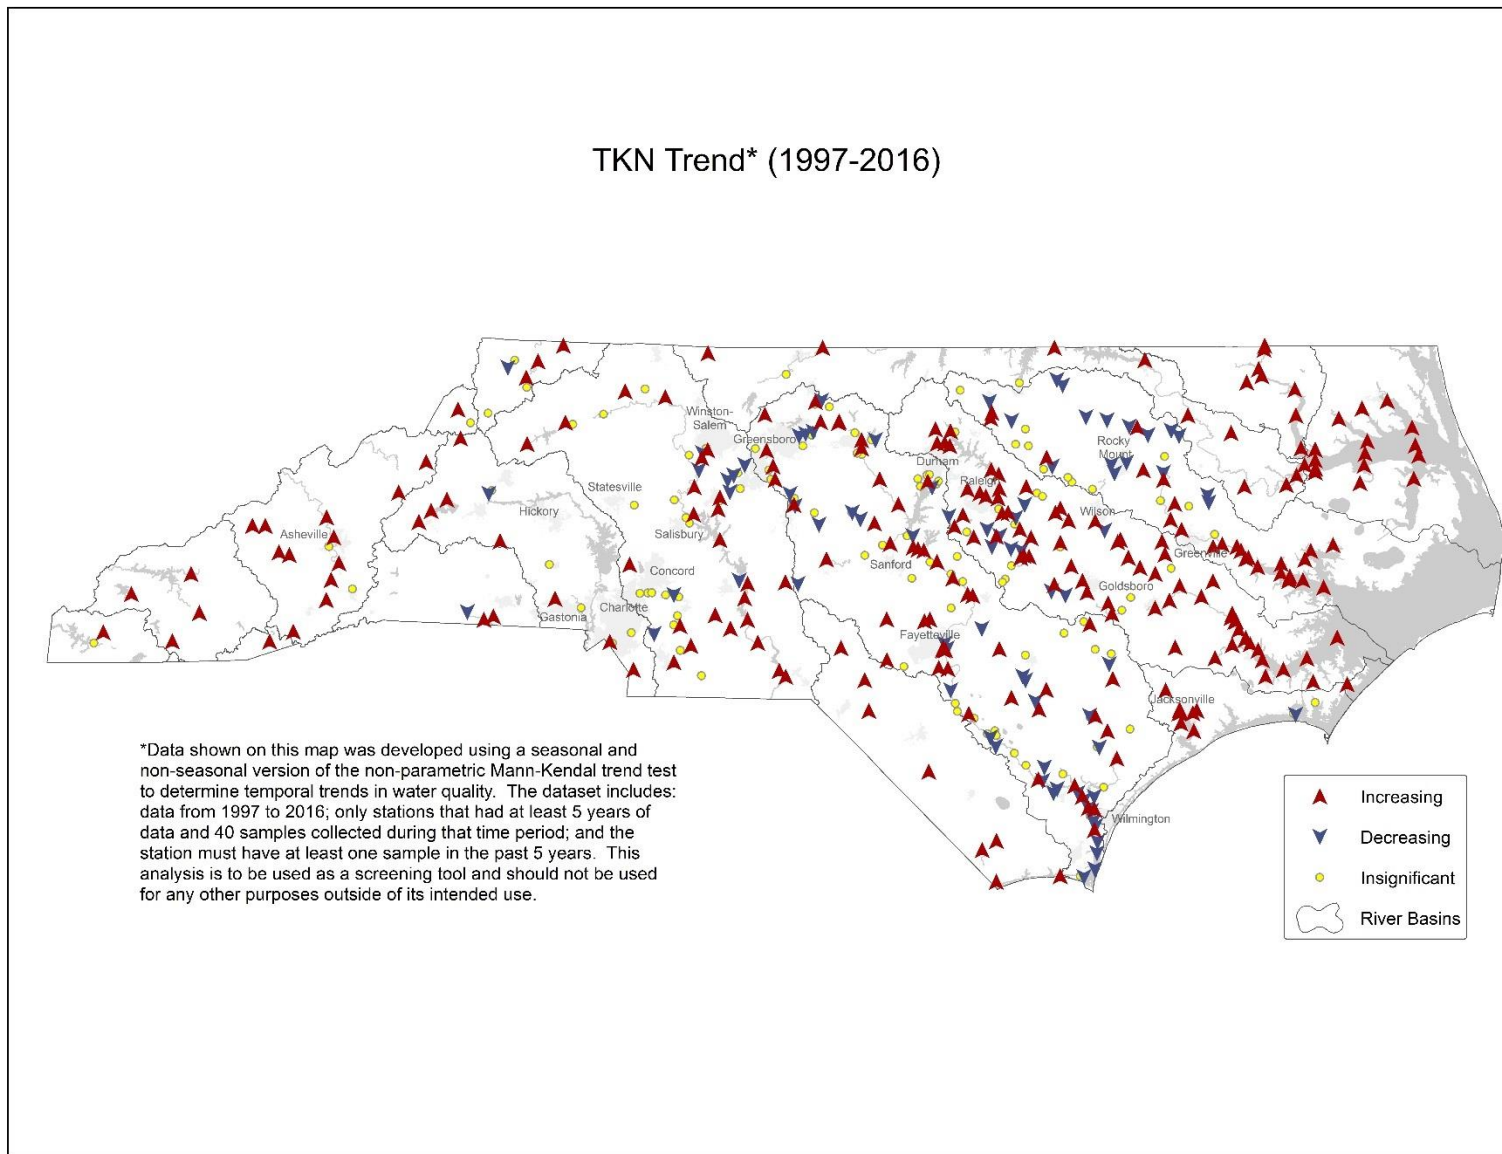 TKN Trend* (1997-2016)
Winston-
Salem
Greensboro
Durham
Rocky
Mount
Raleigh
Statesville
Hickory
Wilson
Asheville
Salisbury
Greenville
Sanford
Concord
Goldsboro
Charlotte
Gastonia
Fayetteville
Jacksonville
Wilmington
*Data shown on this map was developed using a seasonal and
non-seasonal version of the non-parametric Mann-Kendal trend test
to determine temporal trends in water quality. The dataset includes:
data from 1997 to 2016; only stations that had at least 5 years of
data and 40 samples collected during that time period; and the
station must have at least one sample in the past 5 years. This
analysis is to be used as a screening tool and should not be used
for any other purposes outside of its intended use.
Increasing
Decreasing
Insignificant
River Basins